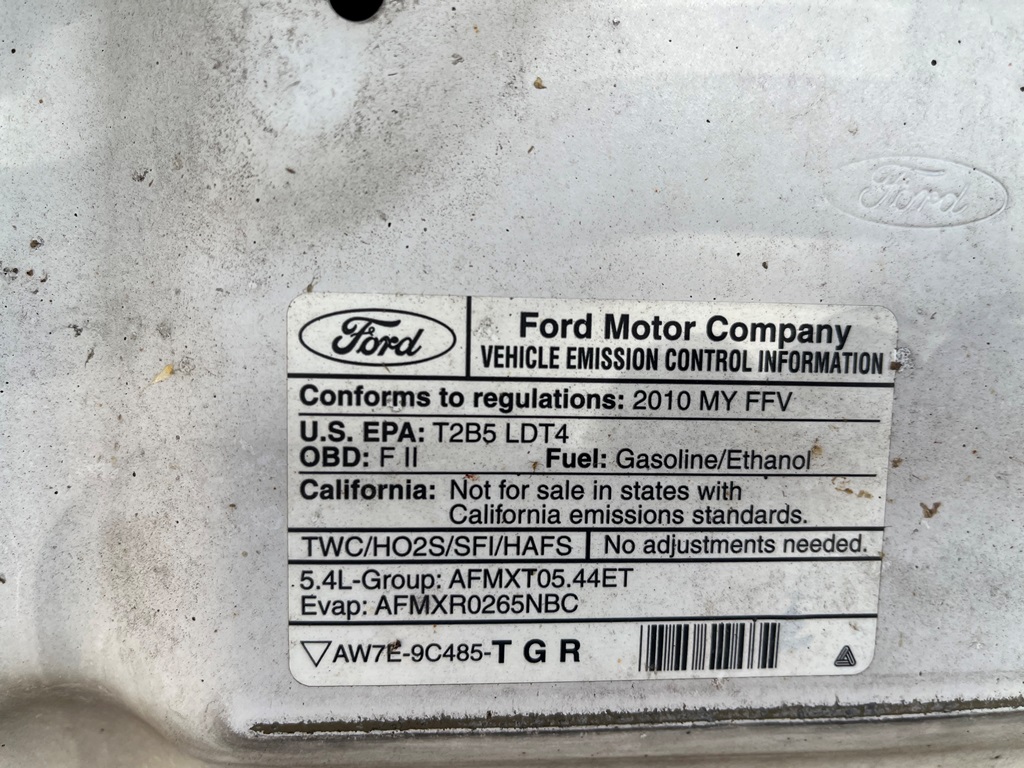 Ford
Ford
Ford Motor Company
VEHICLE EMISSION CONTROL INFORMATION
Conforms to regulations: 2010 MY FFV
U.S. EPA: T2B5 LDT4
OBD: F II Fuel: Gasoline/Ethanol
California: Not for sale in states with
California emissions standards.
TWC/HO2S/SFI/HAFS No adjustments needed.
5.4L-Group: AFMXT05.44ET
Evap: AFMXR0265NBC
AW7E-9C485-T G R